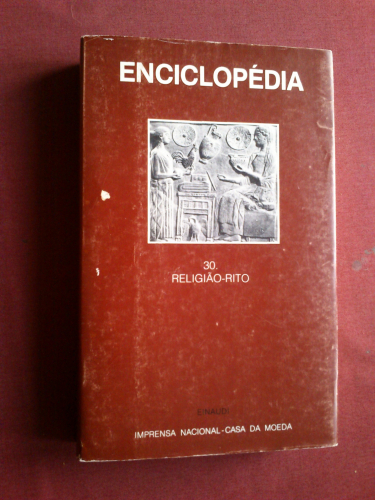 ENCICLOPÉDIA
30.
RELIGIÃO-RITO
EINAUDI
IMPRENSA NACIONAL-CASA DA MOEDA